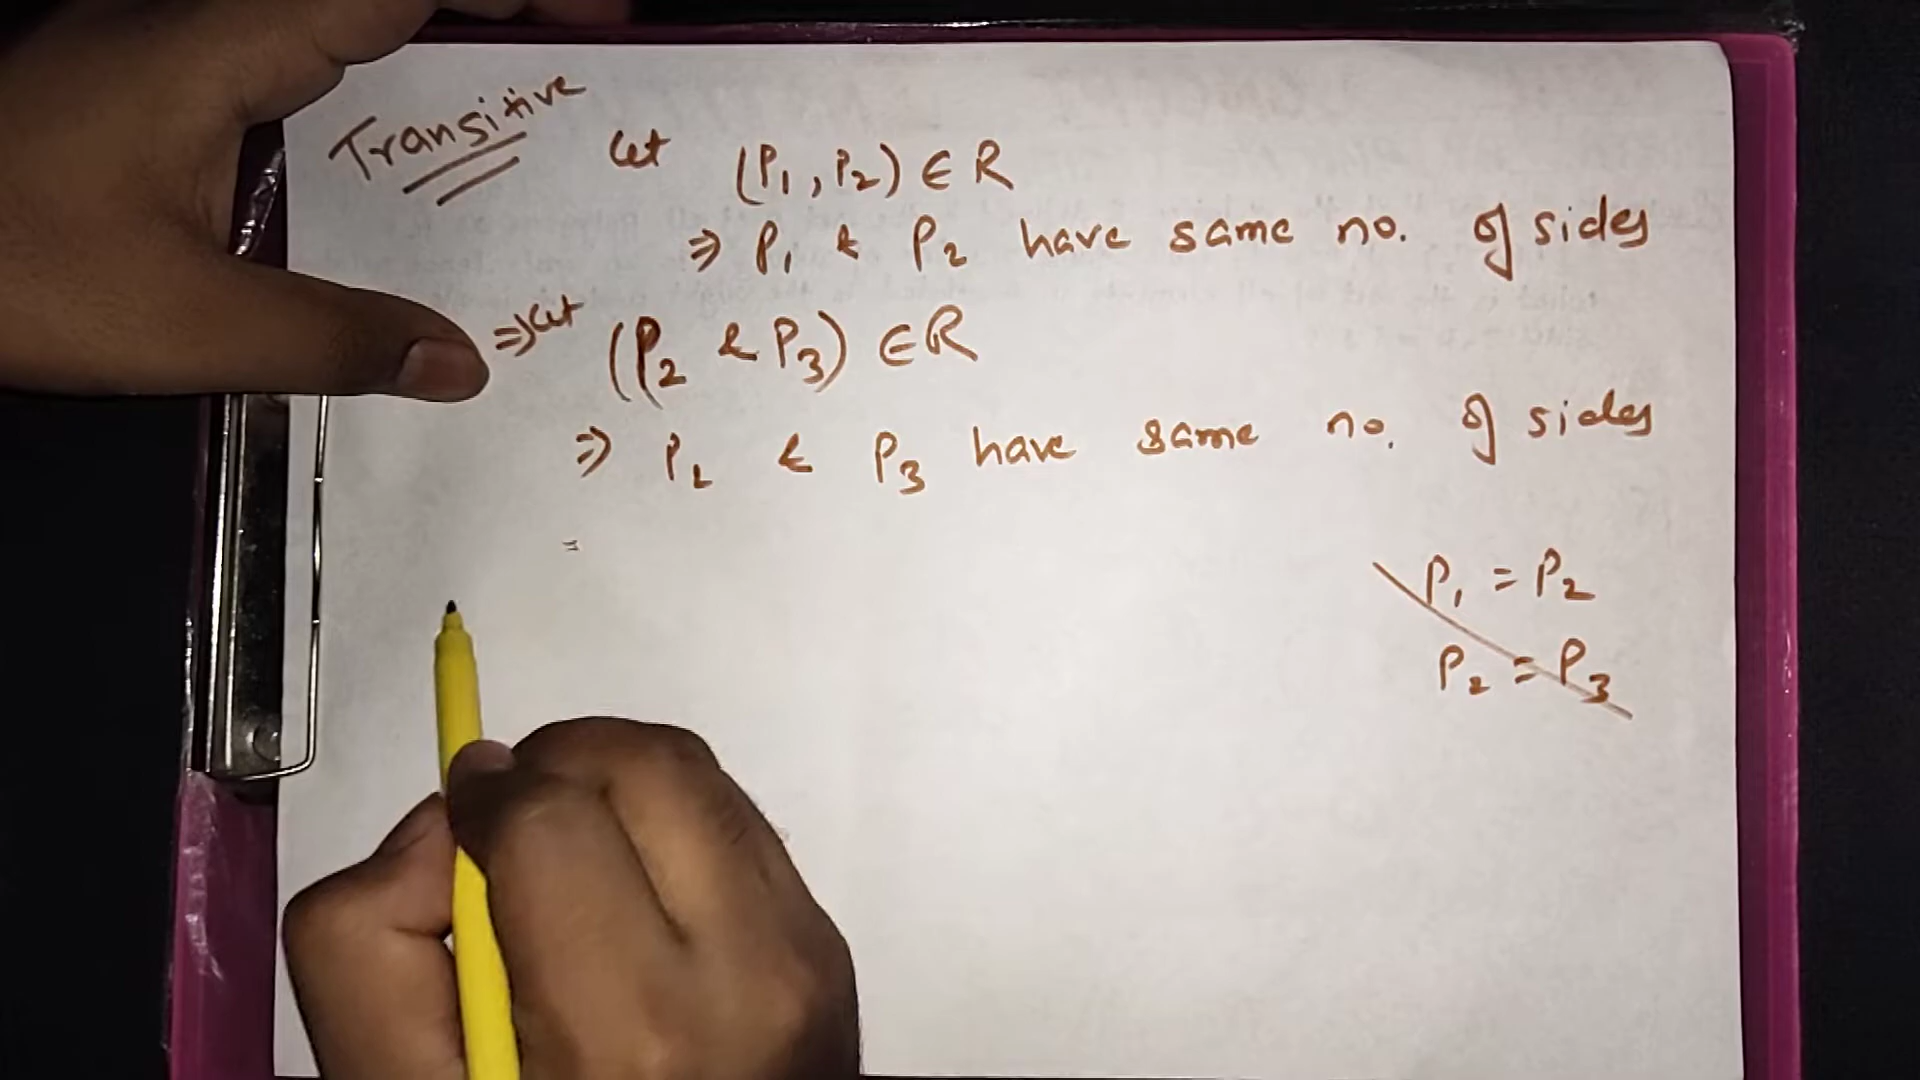 Transitive
Let (P₁, P₂) ∈ R
⇒ P₁ & P₂ have same no. of sides
⇒ Let (P₂ & P₃) ∈ R
⇒ P₂ & P₃ have same no. of sides
=
P₁ = P₂
P₂ = P₃